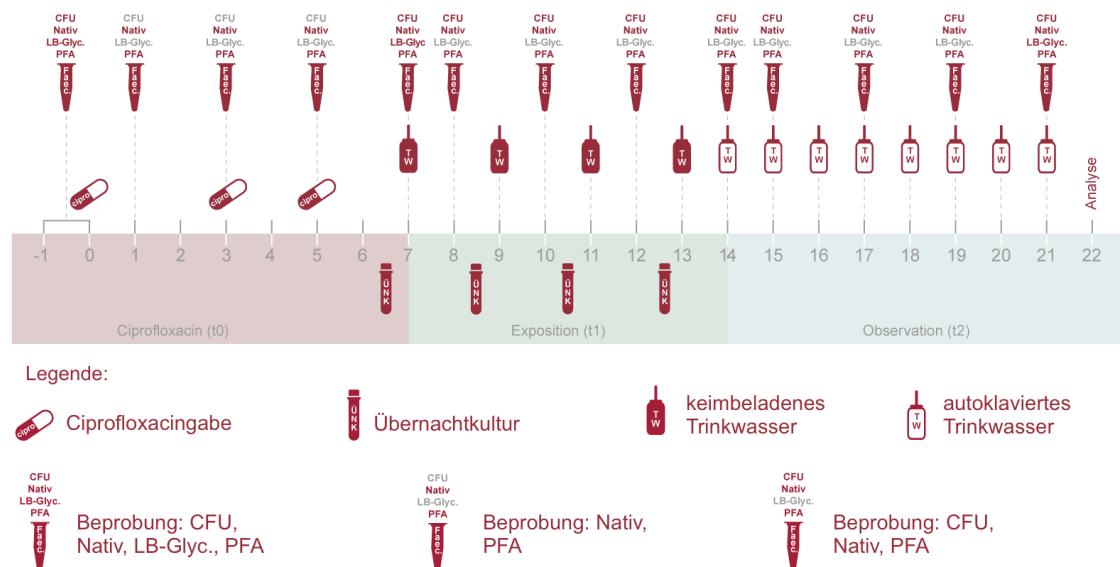 CFU CFU CFU CFU CFU CFU CFU CFU CFU CFU CFU CFU CFU
Nativ Nativ Nativ Nativ Nativ Nativ Nativ Nativ Nativ Nativ Nativ Nativ Nativ
LB-Glyc. LB-Glyc. LB-Glyc. LB-Glyc. LB-Glyc LB-Glyc. LB-Glyc. LB-Glyc. LB-Glyc. LB-Glyc. LB-Glyc. LB-Glyc. LB-Glyc.
PFA PFA PFA PFA PFA PFA PFA PFA PFA PFA PFA PFA PFA
Faec. Faec. Faec. Faec. Faec. Faec. Faec. Faec. Faec. Faec. Faec. Faec. Faec.
TW TW TW TW TW TW TW TW TW TW TW TW
cipro cipro cipro
Analyse
-1 0 1 2 3 4 5 6 7 8 9 10 11 12 13 14 15 16 17 18 19 20 21 22
ÜNK ÜNK ÜNK ÜNK
Ciprofloxacin (t0) Exposition (t1) Observation (t2)
Legende:
cipro Ciprofloxacingabe
ÜNK Übernachtkultur
TW keimbeladenes
Trinkwasser
TW autoklaviertes
Trinkwasser
CFU
Nativ
LB-Glyc.
PFA
Faec.
Beprobung: CFU,
Nativ, LB-Glyc., PFA
CFU
Nativ
LB-Glyc.
PFA
Faec.
Beprobung: Nativ,
PFA
CFU
Nativ
LB-Glyc.
PFA
Faec.
Beprobung: CFU,
Nativ, PFA